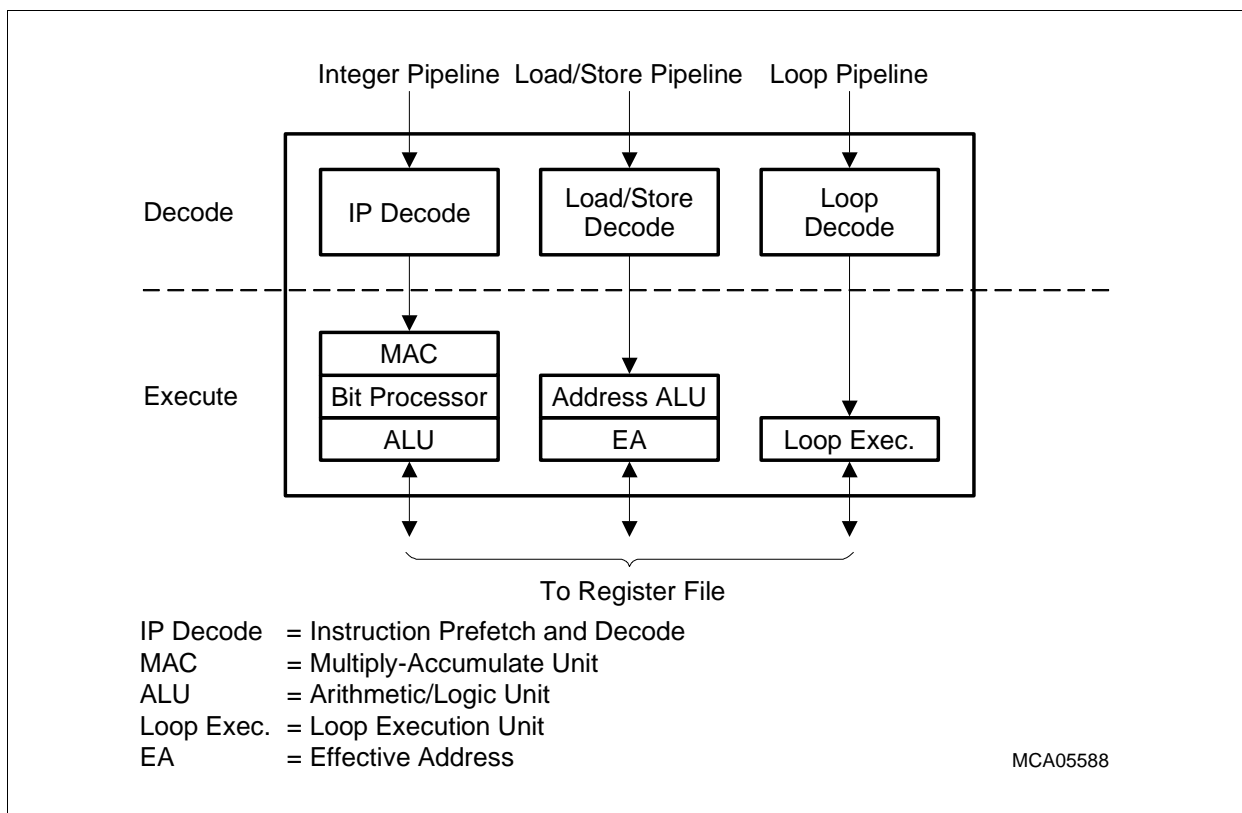 Integer Pipeline
Load/Store Pipeline
Loop Pipeline
Decode
IP Decode
Load/Store
Decode
Loop
Decode
Execute
MAC
Bit Processor
ALU
Address ALU
EA
Loop Exec.
To Register File
IP Decode = Instruction Prefetch and Decode
MAC = Multiply-Accumulate Unit
ALU = Arithmetic/Logic Unit
Loop Exec. = Loop Execution Unit
EA = Effective Address
MCA05588